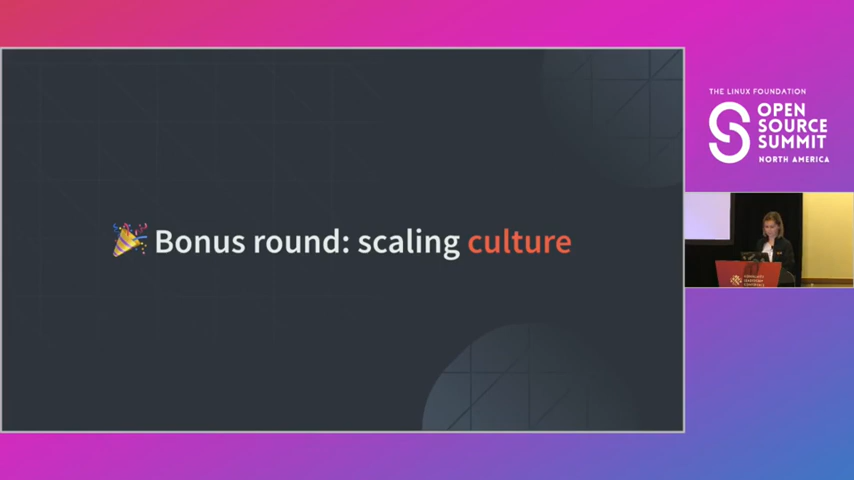 🎉 Bonus round: scaling culture
THE LINUX FOUNDATION
OPEN
SOURCE
SUMMIT
NORTH AMERICA